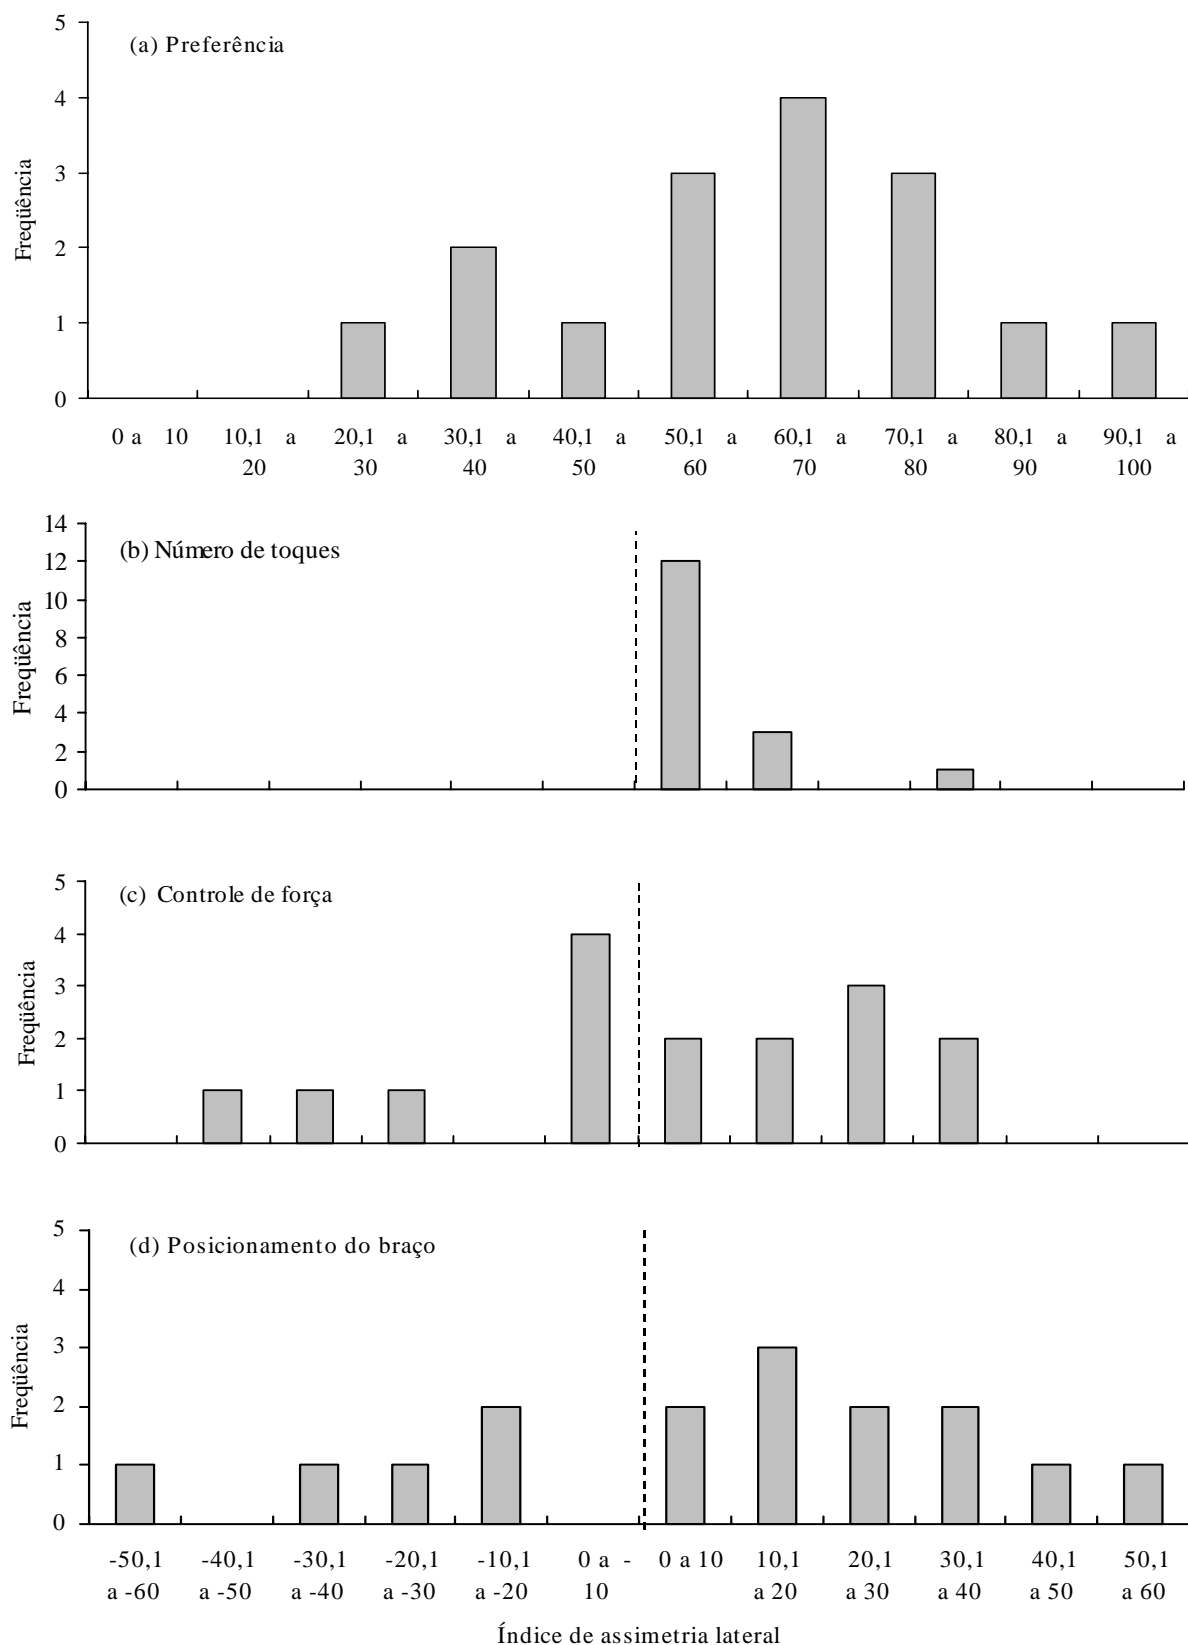 (a) Preferência
Freqüência
5
4
3
2
1
0
0 a 10 10,1 a 20,1 a 30,1 a 40,1 a 50,1 a 60,1 a 70,1 a 80,1 a 90,1 a
20 30 40 50 60 70 80 90 100
(b) Número de toques
Freqüência
14
12
10
8
6
4
2
0
(c) Controle de força
Freqüência
5
4
3
2
1
0
(d) Posicionamento do braço
Freqüência
5
4
3
2
1
0
-50,1 -40,1 -30,1 -20,1 -10,1 0 a - 0 a 10 10,1 20,1 30,1 40,1 50,1
a -60 a -50 a -40 a -30 a -20 10 a 20 a 30 a 40 a 50 a 60
Índice de assimetria lateral